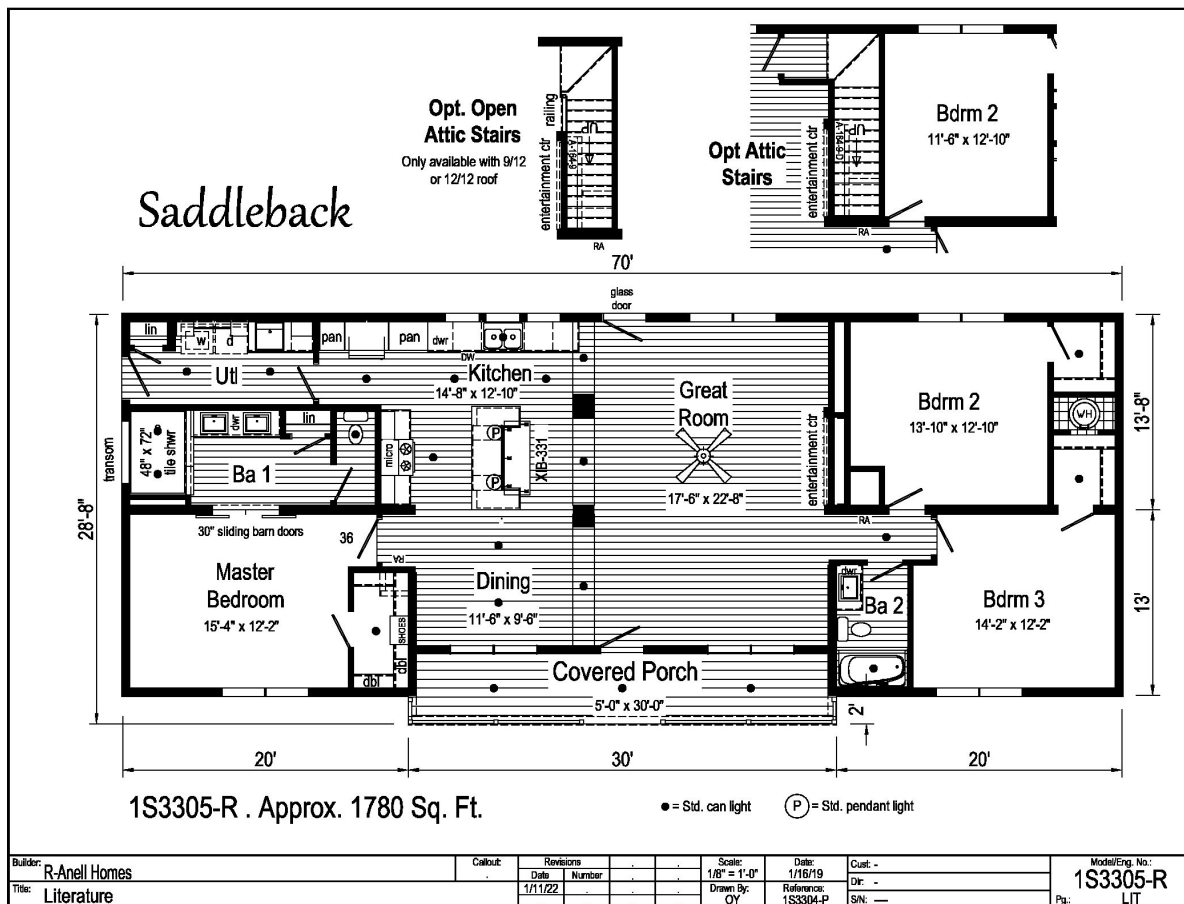 Saddleback
Opt. Open
Attic Stairs
Only available with 9/12
or 12/12 roof
railing
entertainment ctr
UP
A-184-9
RA
Opt Attic
Stairs
entertainment ctr
UP
A-184-9-D
RA
Bdrm 2
11'-6" x 12'-10"
70'
glass
door
lin
w
d
Utl
pan
pan
dwr
DW
Kitchen
14'-8" x 12'-10"
Great
Room
17'-6" x 22'-8"
entertainment ctr
Bdrm 2
13'-10" x 12'-10"
WH
13'-8"
transom
48" x 72"
tile shwr
dwr
lin
Ba 1
micro
P
P
XIB-331
28'-8"
30" sliding barn doors
36
RA
RA
Master
Bedroom
15'-4" x 12'-2"
SHOES
dbl
dbl
Dining
11'-6" x 9'-6"
dwr
Ba 2
Bdrm 3
14'-2" x 12'-2"
13'
Covered Porch
5'-0" x 30'-0"
2'
20'
30'
20'
1S3305-R . Approx. 1780 Sq. Ft.
= Std. can light
P = Std. pendant light
Builder: R-Anell Homes
Title: Literature
Callout:
Revisions
Date Number
1/11/22
Scale:
1/8" = 1'-0"
Drawn By:
OY
Date:
1/16/19
Reference:
1S3304-P
Cust: -
Dir: -
S/N: —
Model/Eng. No.:
1S3305-R
Pg.: LIT